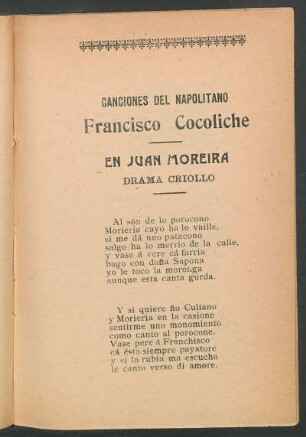 CANCIONES DEL NAPOLITANO
Francisco Cocoliche
EN JUAN MOREIRA
DRAMA CRIOLLO
Al són de lo porocono
Morieria cayo ha lo vaille,
si me dá uno patacono
salgo ha lo merrio de la calle,
y vase á vere cá farria
bago con doña Sapona
yo le toco la moronga
aunque esta canta gurda.
Y si quiere ño Culiano
y Morieria en la casione
sentirme uno monomiento
como canto al porocone.
Vase pere á Franchisco
cá ésta siempre payatore
y si la rubia ma escucha
le canto verso di amore.